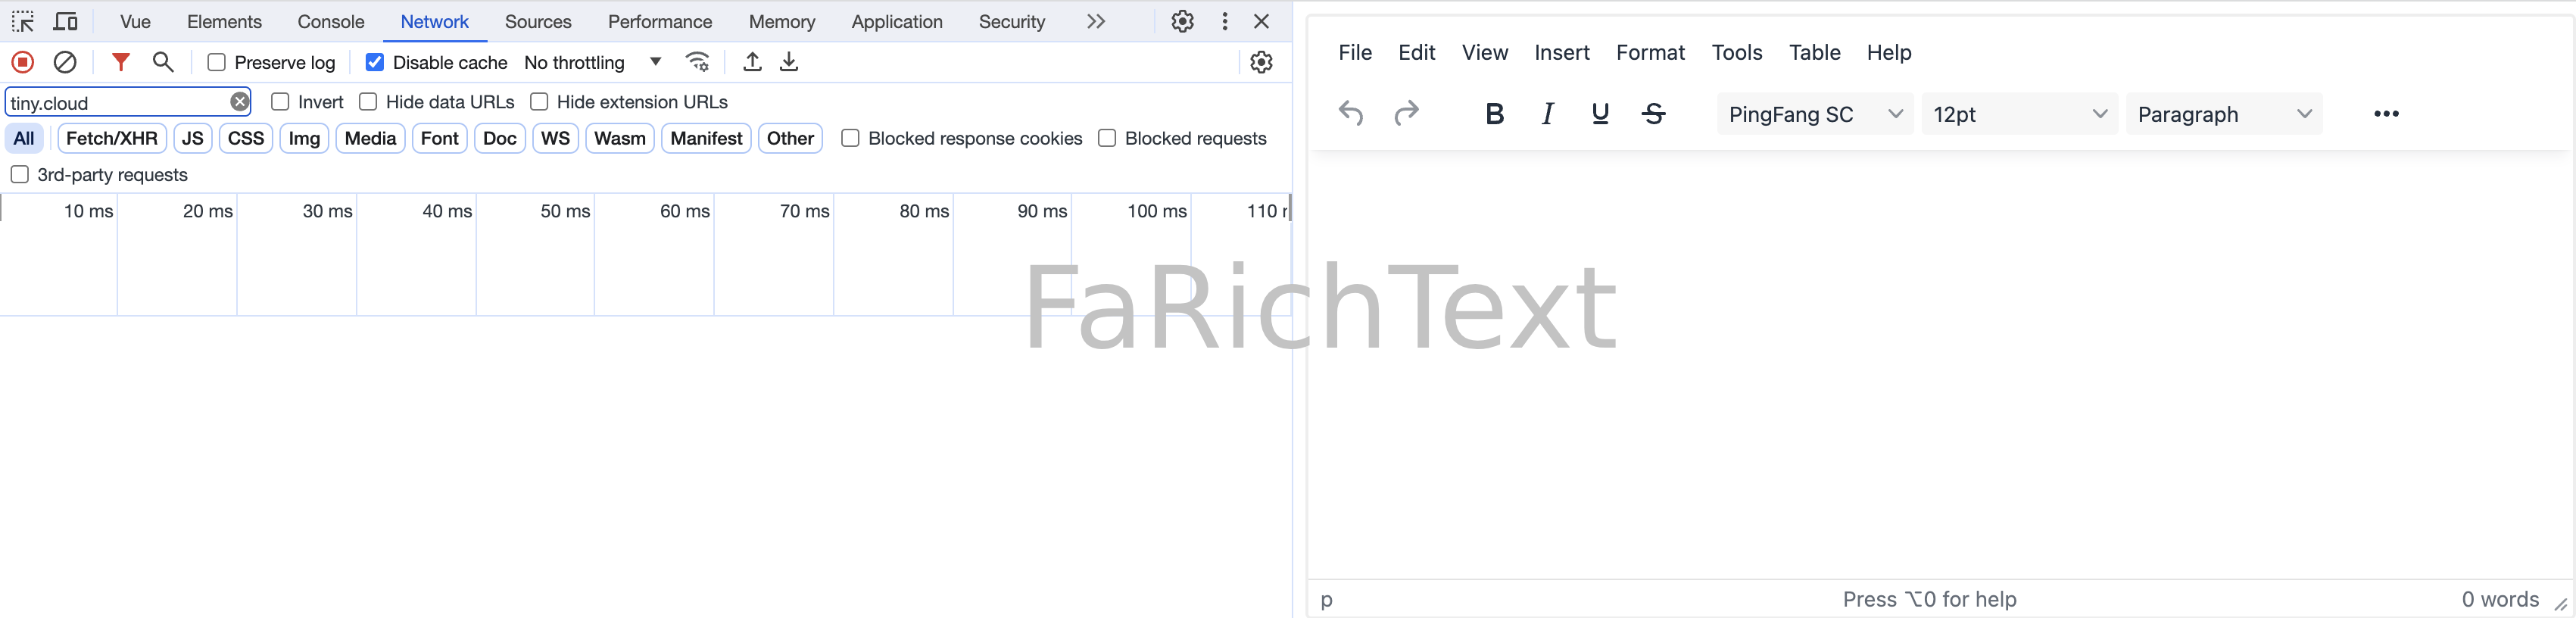 Vue Elements Console Network Sources Performance Memory Application Security
Preserve log Disable cache No throttling
tiny.cloud Invert Hide data URLs Hide extension URLs
All Fetch/XHR JS CSS Img Media Font Doc WS Wasm Manifest Other Blocked response cookies Blocked requests
3rd-party requests
10 ms 20 ms 30 ms 40 ms 50 ms 60 ms 70 ms 80 ms 90 ms 100 ms 110
File Edit View Insert Format Tools Table Help
B I U S PingFang SC 12pt Paragraph
FaRichText
p Press ⌥0 for help 0 words